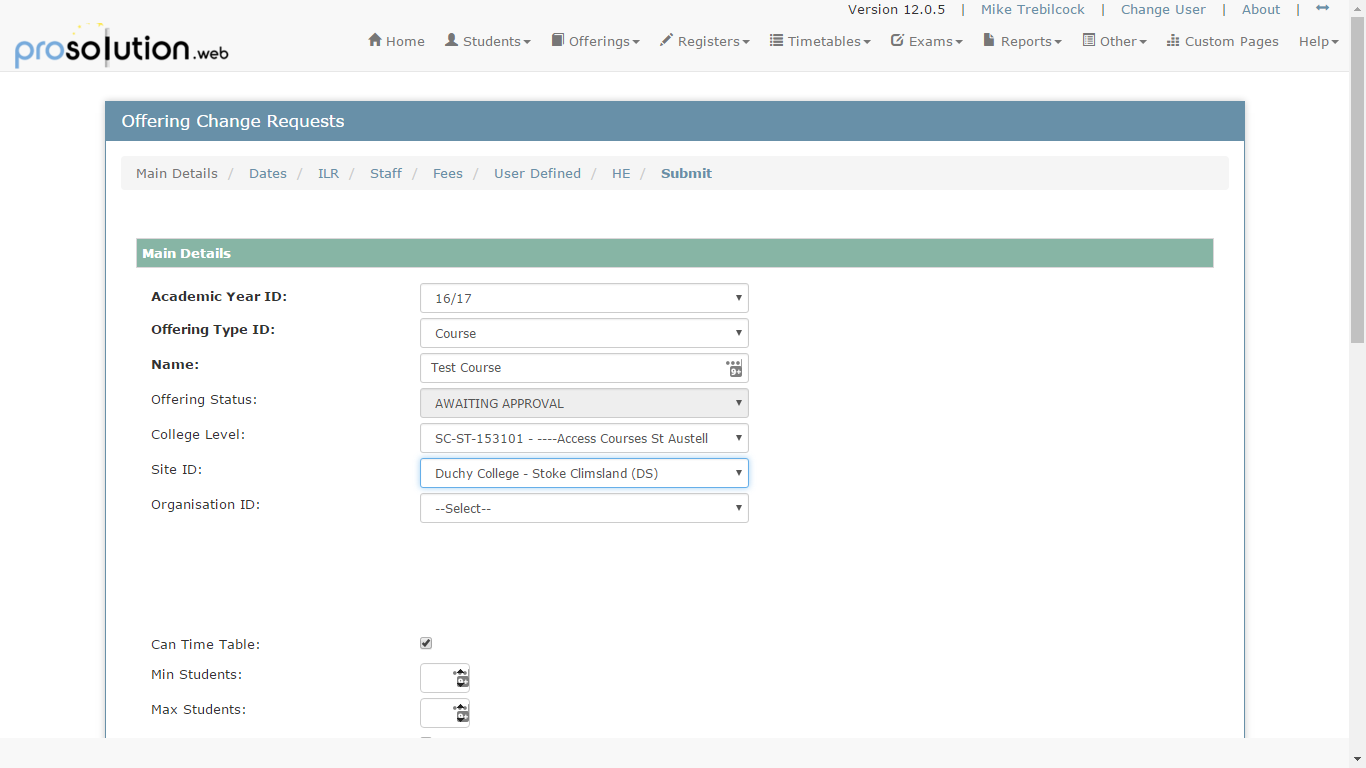 Version 12.0.5 | Mike Trebilcock | Change User | About |
prosolution.web
Home Students Offerings Registers Timetables Exams Reports Other Custom Pages Help
Offering Change Requests
Main Details / Dates / ILR / Staff / Fees / User Defined / HE / Submit
Main Details
Academic Year ID: 16/17
Offering Type ID: Course
Name: Test Course
Offering Status: AWAITING APPROVAL
College Level: SC-ST-153101 - ----Access Courses St Austell
Site ID: Duchy College - Stoke Climsland (DS)
Organisation ID: --Select--
Can Time Table:
Min Students:
Max Students: